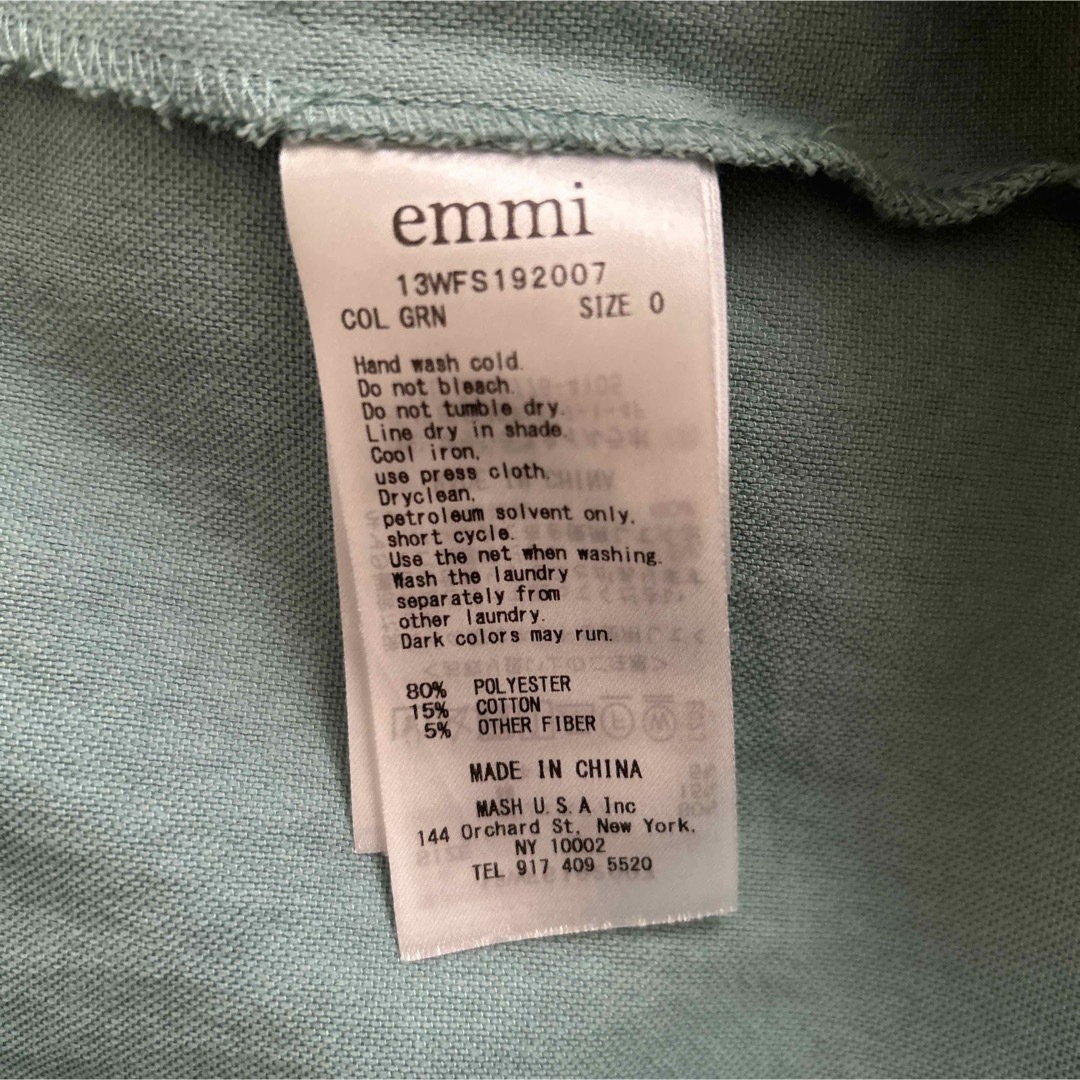 emmi
13WFS192007
COL GRN SIZE 0
Hand wash cold.
Do not bleach.
Do not tumble dry.
Line dry in shade.
Cool iron,
use press cloth.
Dryclean,
petroleum solvent only,
short cycle.
Use the net when washing.
Wash the laundry
separately from
other laundry.
Dark colors may run.
80% POLYESTER
15% COTTON
5% OTHER FIBER
MADE IN CHINA
MASH U.S.A Inc
144 Orchard St, New York,
NY 10002
TEL 917 409 5520